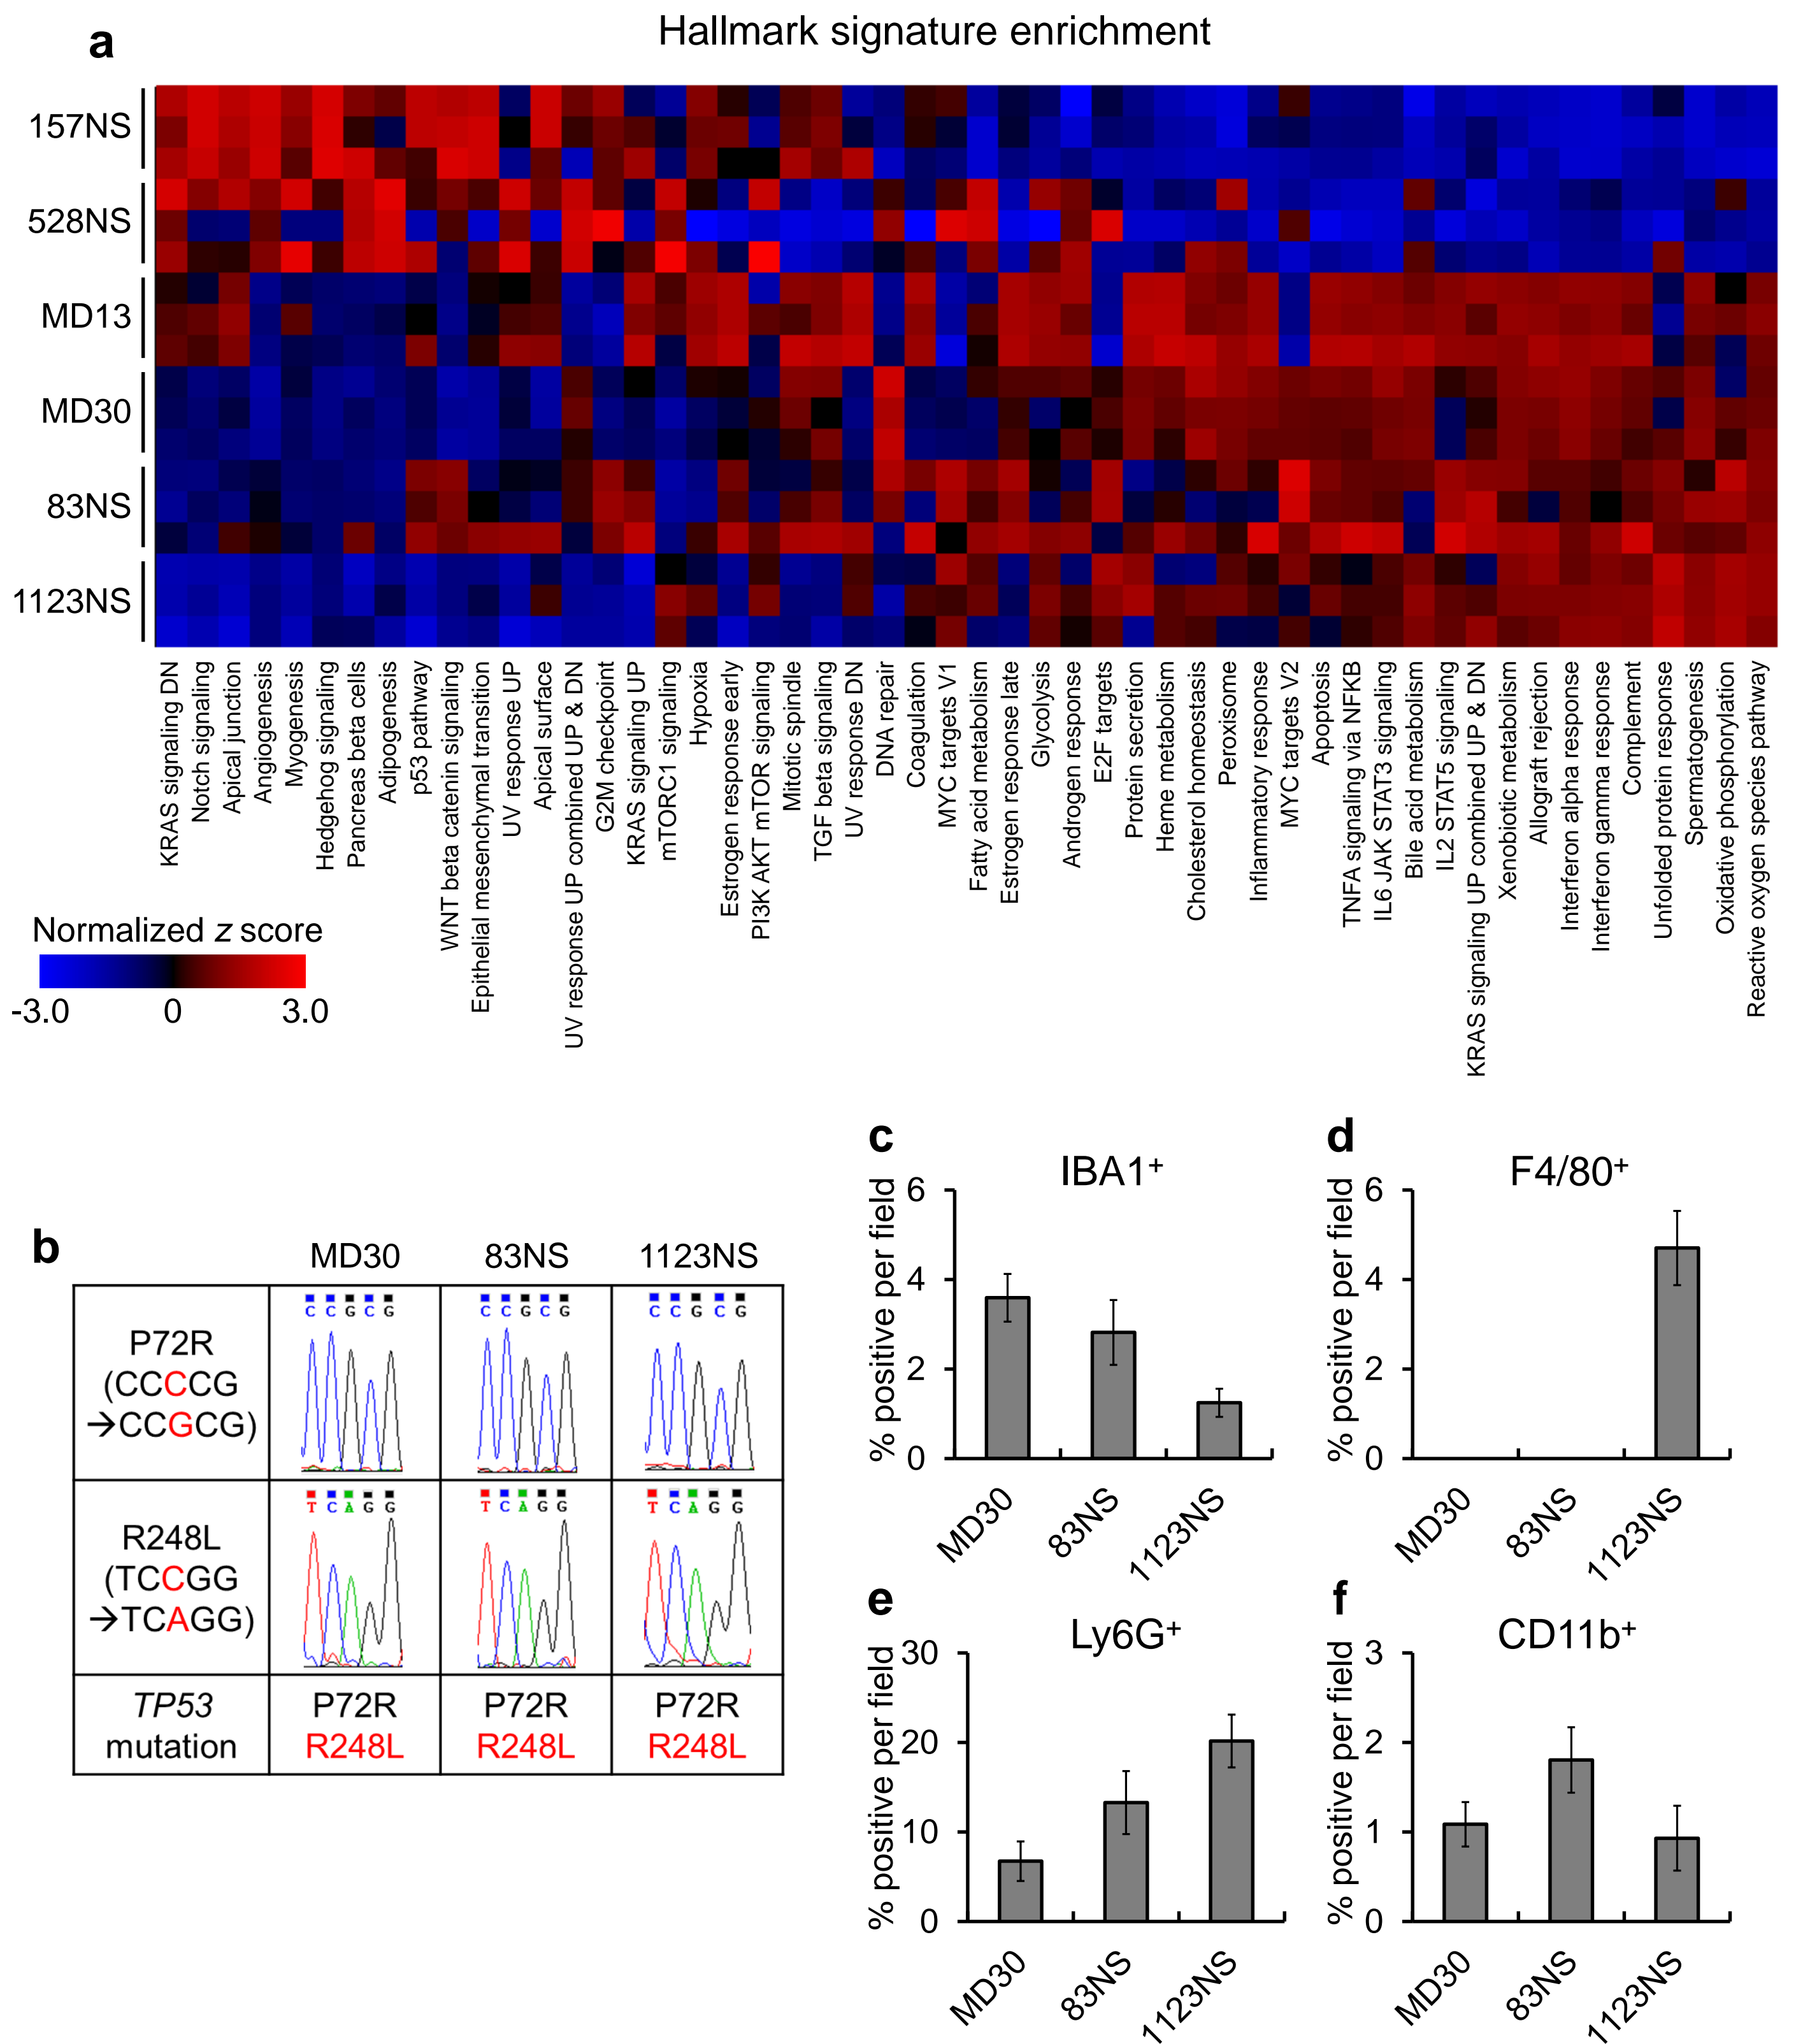 a
Hallmark signature enrichment
157NS
528NS
MD13
MD30
83NS
1123NS
KRAS signaling DN
Notch signaling
Apical junction
Angiogenesis
Myogenesis
Hedgehog signaling
Pancreas beta cells
Adipogenesis
p53 pathway
WNT beta catenin signaling
Epithelial mesenchymal transition
UV response UP
Apical surface
UV response UP combined UP & DN
G2M checkpoint
KRAS signaling UP
mTORC1 signaling
Hypoxia
Estrogen response early
PI3K AKT mTOR signaling
Mitotic spindle
TGF beta signaling
UV response DN
DNA repair
Coagulation
MYC targets V1
Fatty acid metabolism
Estrogen response late
Glycolysis
Androgen response
E2F targets
Protein secretion
Heme metabolism
Cholesterol homeostasis
Peroxisome
Inflammatory response
MYC targets V2
Apoptosis
TNFA signaling via NFKB
IL6 JAK STAT3 signaling
Bile acid metabolism
IL2 STAT5 signaling
KRAS signaling UP combined UP & DN
Xenobiotic metabolism
Allograft rejection
Interferon alpha response
Interferon gamma response
Complement
Unfolded protein response
Spermatogenesis
Oxidative phosphorylation
Reactive oxygen species pathway
Normalized z score
-3.0 0 3.0
b
MD30 83NS 1123NS
P72R
(CCCCG
→CCGCG)
C C G C G
C C G C G
C C G C G
R248L
(TCCGG
→TCAGG)
T C A G G
T C A G G
T C A G G
TP53
mutation
P72R
R248L
P72R
R248L
P72R
R248L
c
IBA1+
% positive per field
6
4
2
0
MD30 83NS 1123NS
d
F4/80+
% positive per field
6
4
2
0
MD30 83NS 1123NS
e
Ly6G+
% positive per field
30
20
10
0
MD30 83NS 1123NS
f
CD11b+
% positive per field
3
2
1
0
MD30 83NS 1123NS